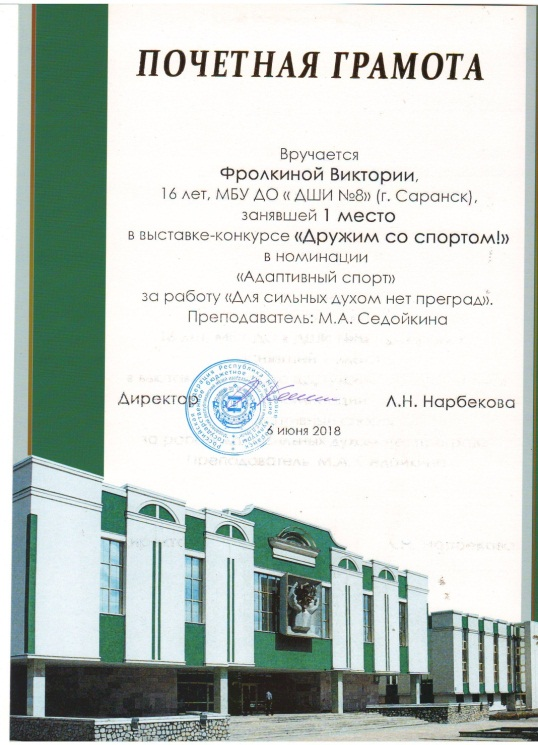 ПОЧЕТНАЯ ГРАМОТА
Вручается
Фролкиной Виктории,
16 лет, МБУ ДО « ДШИ №8» (г. Саранск),
занявшей 1 место
в выставке-конкурсе «Дружим со спортом!»
в номинации
«Адаптивный спорт»
за работу «Для сильных духом нет преград».
Преподаватель: М.А. Седойкина
Директор Л.Н. Нарбекова
6 июня 2018